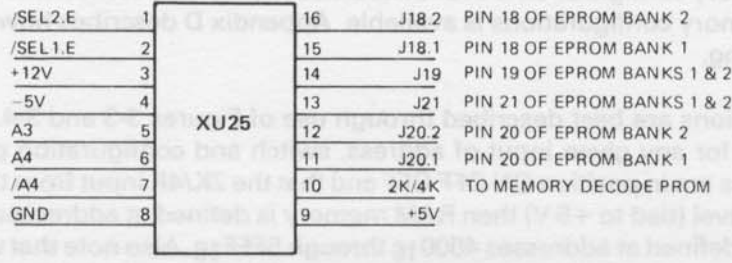 /SEL2.E 1 16 J18.2 PIN 18 OF EPROM BANK 2
/SEL1.E 2 15 J18.1 PIN 18 OF EPROM BANK 1
+12V 3 14 J19 PIN 19 OF EPROM BANKS 1 & 2
-5V 4 13 J21 PIN 21 OF EPROM BANKS 1 & 2
XU25
A3 5 12 J20.2 PIN 20 OF EPROM BANK 2
A4 6 11 J20.1 PIN 20 OF EPROM BANK 1
/A4 7 10 2K/4K TO MEMORY DECODE PROM
GND 8 9 +5V